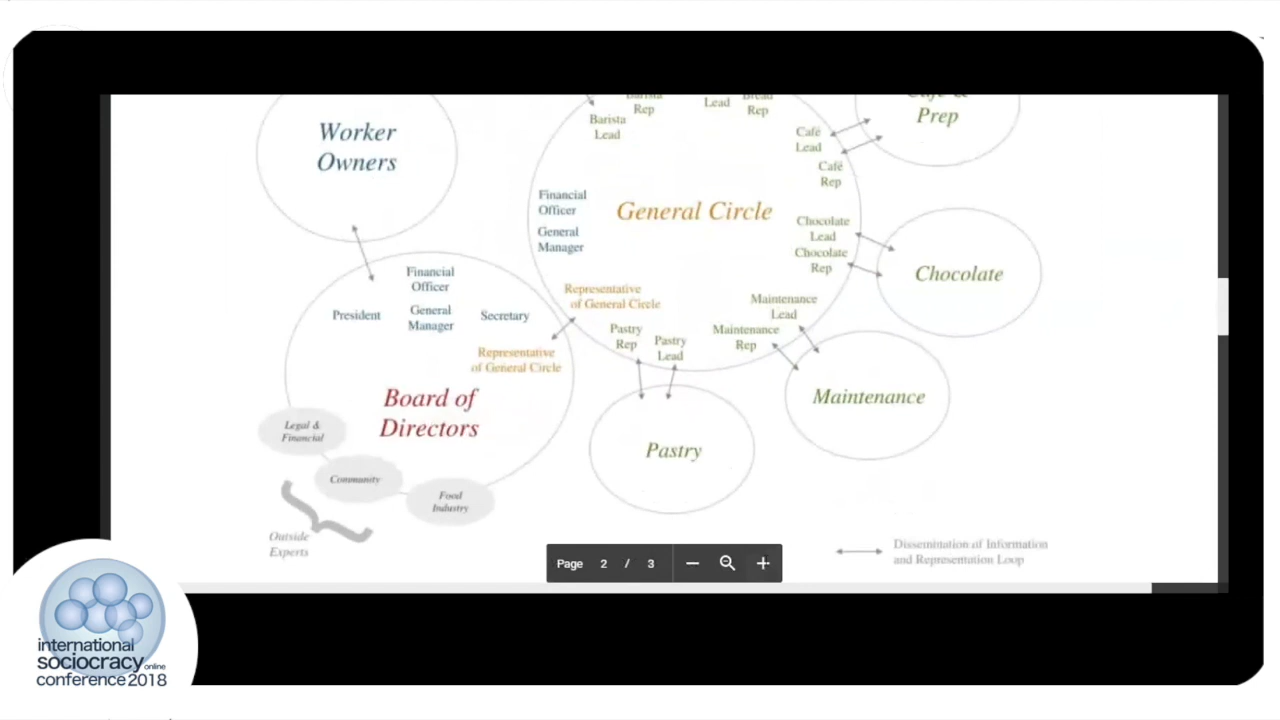 Worker
Owners
Barista
Rep
Barista
Lead
Lead
Bread
Rep
Café
Lead
Café
Rep
Café &
Prep
Financial
Officer
General
Manager
General Circle
Chocolate
Lead
Chocolate
Rep
Chocolate
Representative
of General Circle
Maintenance
Lead
Maintenance
Rep
Pastry
Rep
Pastry
Lead
Maintenance
Pastry
Financial
Officer
President
General
Manager
Secretary
Representative
of General Circle
Board of
Directors
Legal &
Financial
Community
Food
Industry
Outside
Experts
Dissemination of Information
and Representation Loop
Page 2 / 3
international
sociocracy online
conference 2018